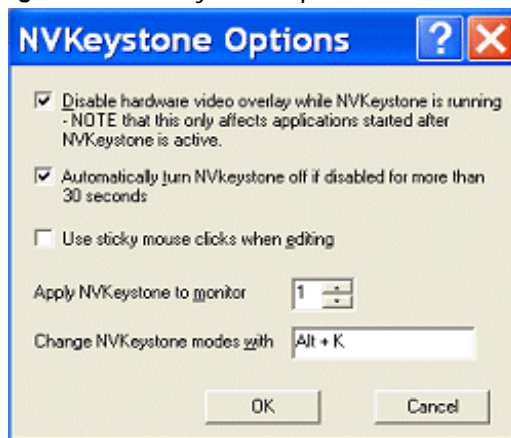 NVKeystone Options
Disable hardware video overlay while NVKeystone is running
- NOTE that this only affects applications started after
NVKeystone is active.
Automatically turn NVkeystone off if disabled for more than
30 seconds
Use sticky mouse clicks when editing
Apply NVKeystone to monitor 1
Change NVKeystone modes with Alt + K
OK Cancel